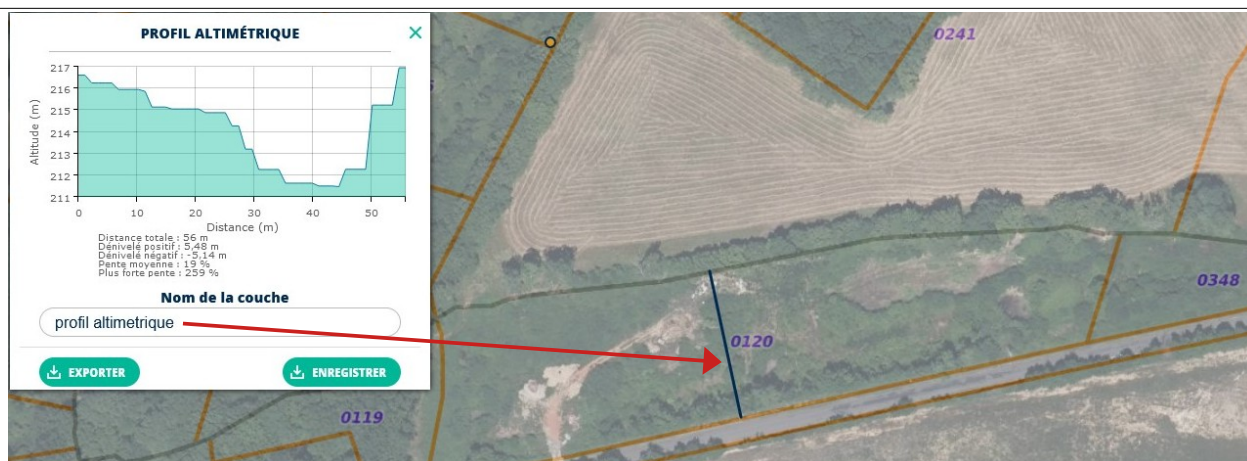 PROFIL ALTIMÉTRIQUE
217
216
215
214
213
212
211
Altitude (m)
0 10 20 30 40 50
Distance (m)
Distance totale : 56 m
Dénivelé positif : 5,48 m
Dénivelé négatif : -5,14 m
Pente moyenne : 19 %
Plus forte pente : 259 %
Nom de la couche
profil altimetrique
EXPORTER
ENREGISTRER
0241
0120
0348
0119